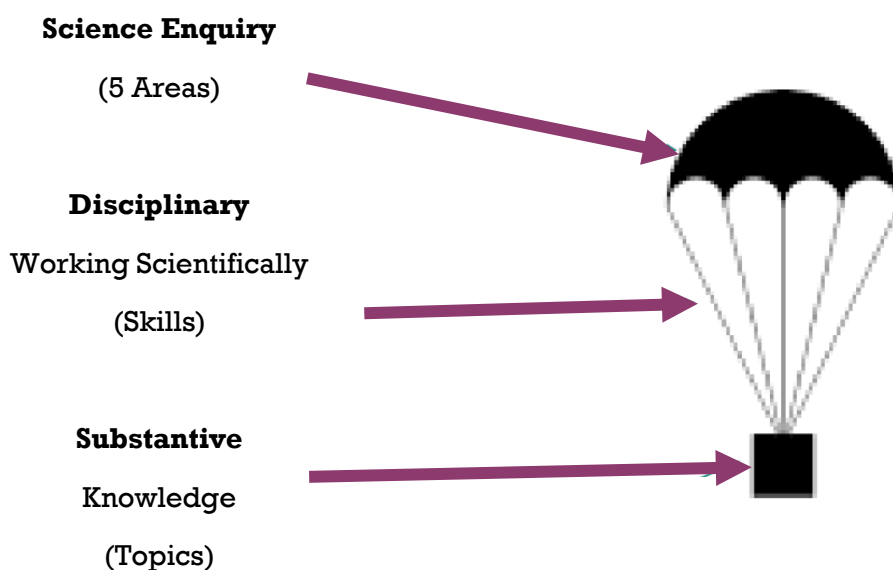 Science Enquiry
(5 Areas)
Disciplinary
Working Scientifically
(Skills)
Substantive
Knowledge
(Topics)